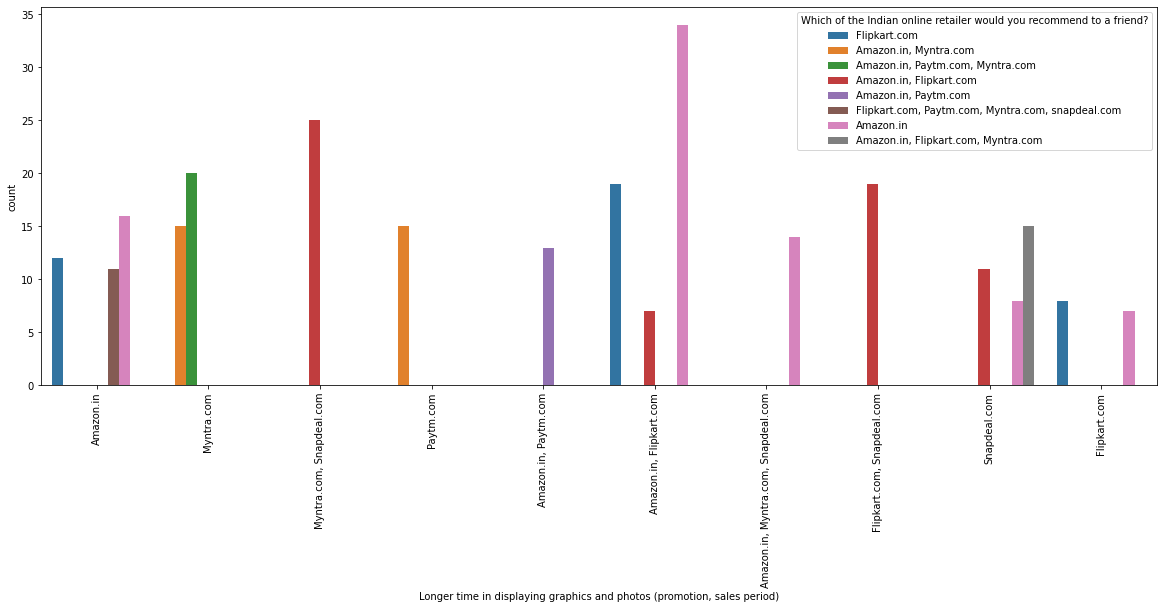 35
30
25
20
15
10
5
0
count
Which of the Indian online retailer would you recommend to a friend?
Flipkart.com
Amazon.in, Myntra.com
Amazon.in, Paytm.com, Myntra.com
Amazon.in, Flipkart.com
Amazon.in, Paytm.com
Flipkart.com, Paytm.com, Myntra.com, snapdeal.com
Amazon.in
Amazon.in, Flipkart.com, Myntra.com
Amazon.in
Myntra.com
Myntra.com, Snapdeal.com
Paytm.com
Amazon.in, Paytm.com
Amazon.in, Flipkart.com
Amazon.in, Myntra.com, Snapdeal.com
Flipkart.com, Snapdeal.com
Snapdeal.com
Flipkart.com
Longer time in displaying graphics and photos (promotion, sales period)